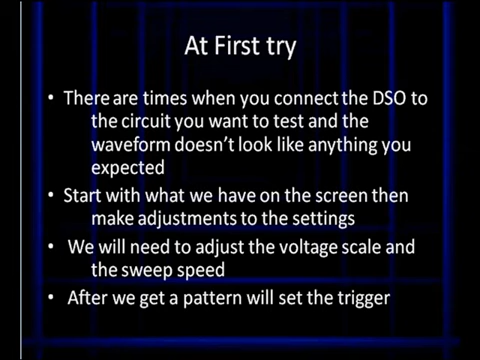 At First try
• There are times when you connect the DSO to
the circuit you want to test and the
waveform doesn't look like anything you
expected
• Start with what we have on the screen then
make adjustments to the settings
• We will need to adjust the voltage scale and
the sweep speed
• After we get a pattern will set the trigger